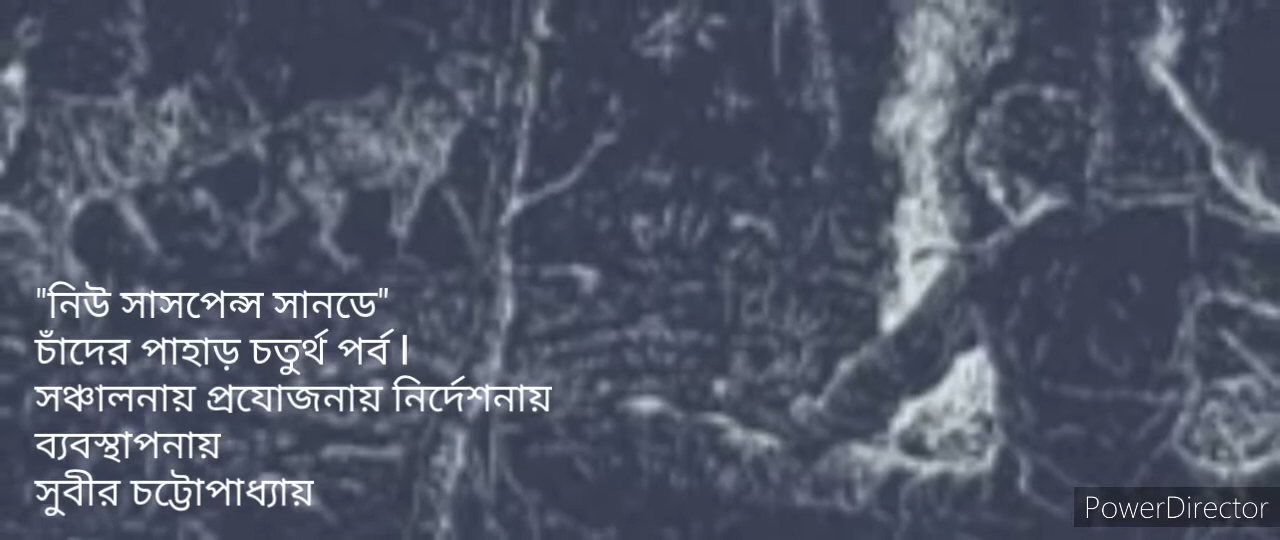 "নিউ সাসপেন্স সানডে"
চাঁদের পাহাড় চতুর্থ পর্ব।
সঞ্চালনায় প্রযোজনায় নির্দেশনায়
ব্যবস্থাপনায়
সুবীর চট্টোপাধ্যায়
PowerDirector